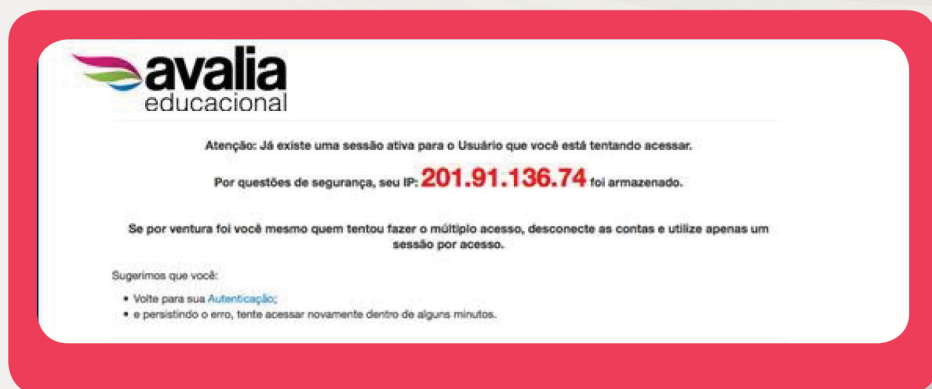 avalia
educacional
Atenção: Já existe uma sessão ativa para o Usuário que você está tentando acessar.
Por questões de segurança, seu IP: 201.91.136.74 foi armazenado.
Se por ventura foi você mesmo quem tentou fazer o múltiplo acesso, desconecte as contas e utilize apenas um
sessão por acesso.
Sugerimos que você:
• Volte para sua Autenticação;
• e persistindo o erro, tente acessar novamente dentro de alguns minutos.